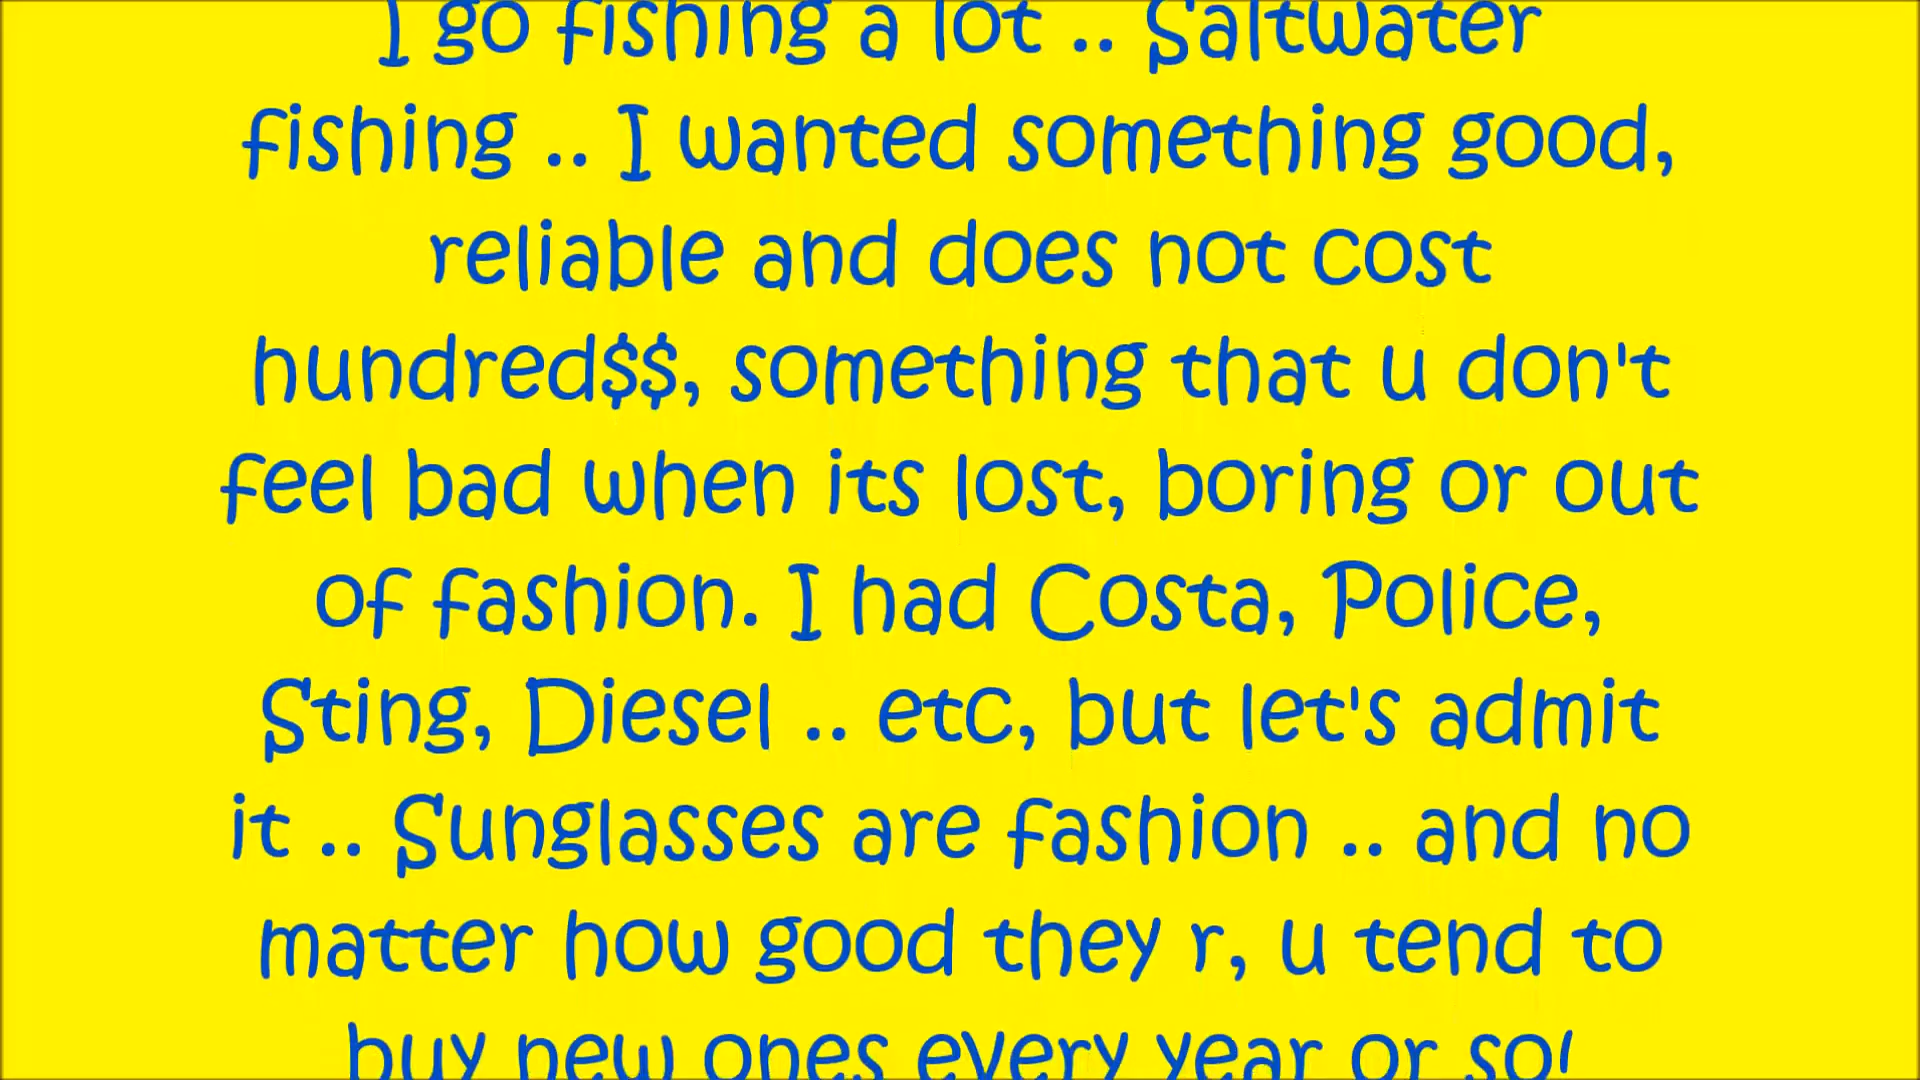 I go fishing a lot .. Saltwater
fishing .. I wanted something good,
reliable and does not cost
hundred$$, something that u don't
feel bad when its lost, boring or out
of fashion. I had Costa, Police,
Sting, Diesel .. etc, but let's admit
it .. Sunglasses are fashion .. and no
matter how good they r, u tend to
buy new ones every year or so!